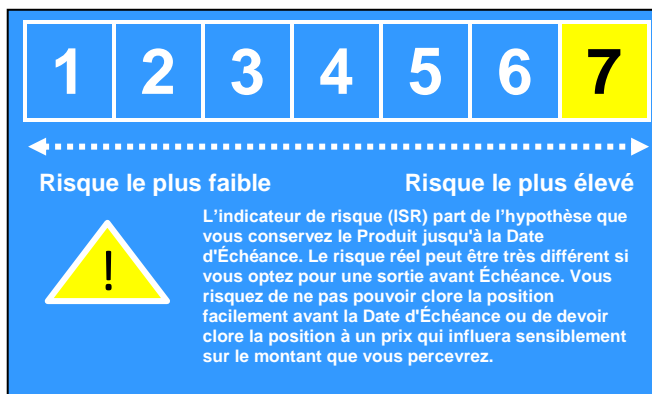 1 2 3 4 5 6 7
Risque le plus faible Risque le plus élevé
L'indicateur de risque (ISR) part de l'hypothèse que
vous conservez le Produit jusqu'à la Date
d'Échéance. Le risque réel peut être très différent si
vous optez pour une sortie avant Échéance. Vous
risquez de ne pas pouvoir clore la position
facilement avant la Date d'Échéance ou de devoir
clore la position à un prix qui influera sensiblement
sur le montant que vous percevrez.
!